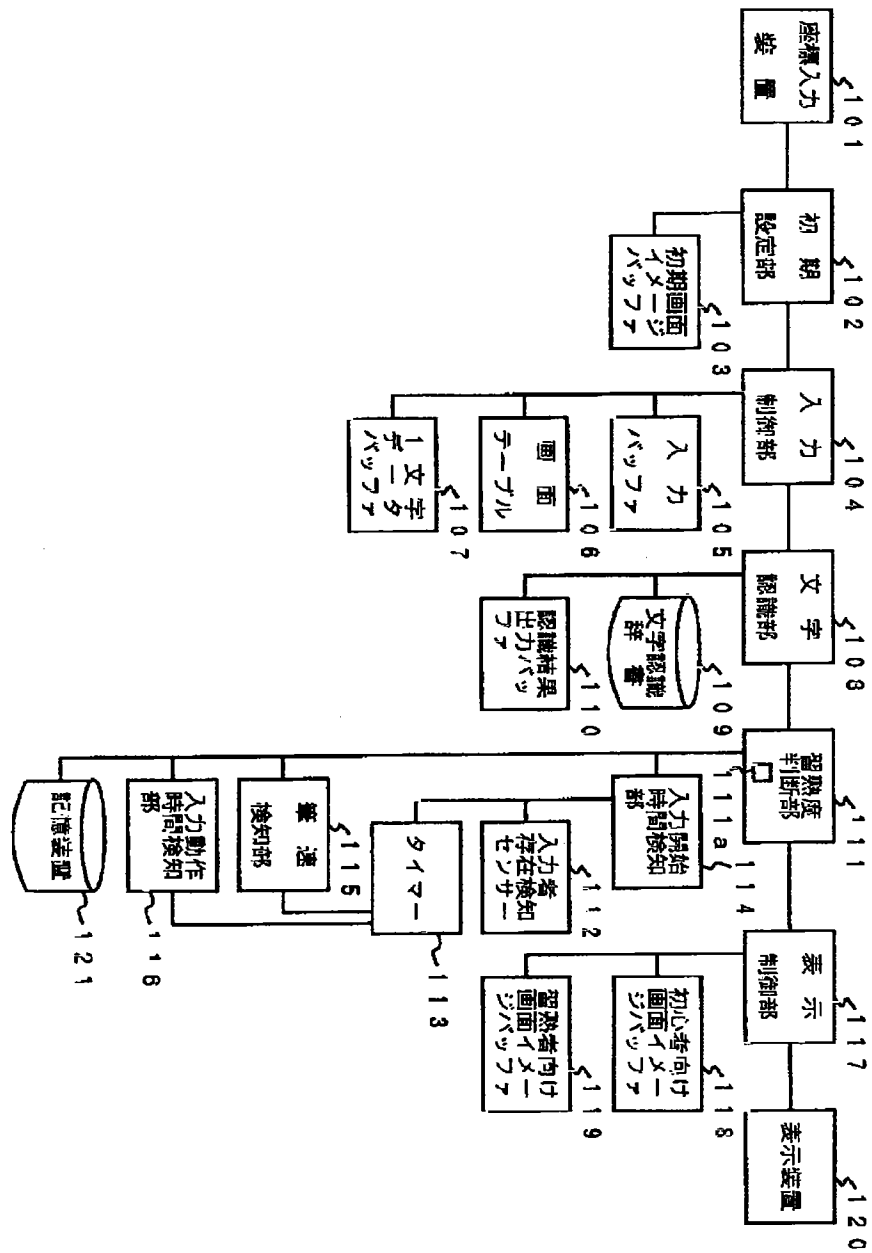 座標入力
装置
101
初期
設定部
102
初期画面
イメージ
バッファ
103
入力
制御部
104
入力
バッファ
105
画面
テーブル
106
1文字
データ
バッファ
107
文字
認識部
108
文字認識
辞書
109
認識結果
出力バッ
ファ
110
習熟度
判断部
111
111a
入力開始
時間検知
部
114
入力者
存在検知
センサー
112
タイマー
113
筆速
検知部
115
入力動作
時間検知
部
116
記憶装置
121
表示
制御部
117
初心者向け
画面イメー
ジバッファ
118
習熟者向け
画面イメー
ジバッファ
119
表示装置
120